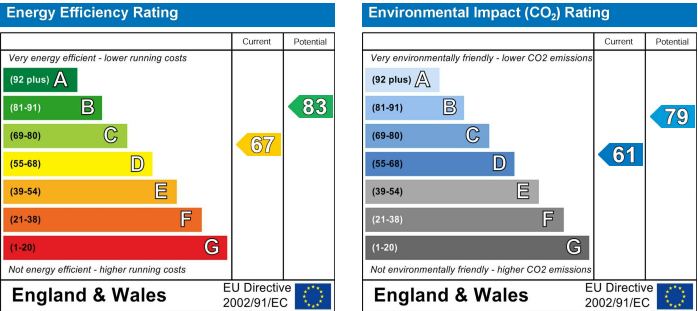 Energy Efficiency Rating
Current Potential
Very energy efficient - lower running costs
(92 plus) A
(81-91) B
83
(69-80) C
67
(55-68) D
(39-54) E
(21-38) F
(1-20) G
Not energy efficient - higher running costs
England & Wales
EU Directive
2002/91/EC
Environmental Impact (CO₂) Rating
Current Potential
Very environmentally friendly - lower CO2 emissions
(92 plus) A
(81-91) B
79
(69-80) C
(55-68) D
61
(39-54) E
(21-38) F
(1-20) G
Not environmentally friendly - higher CO2 emissions
England & Wales
EU Directive
2002/91/EC